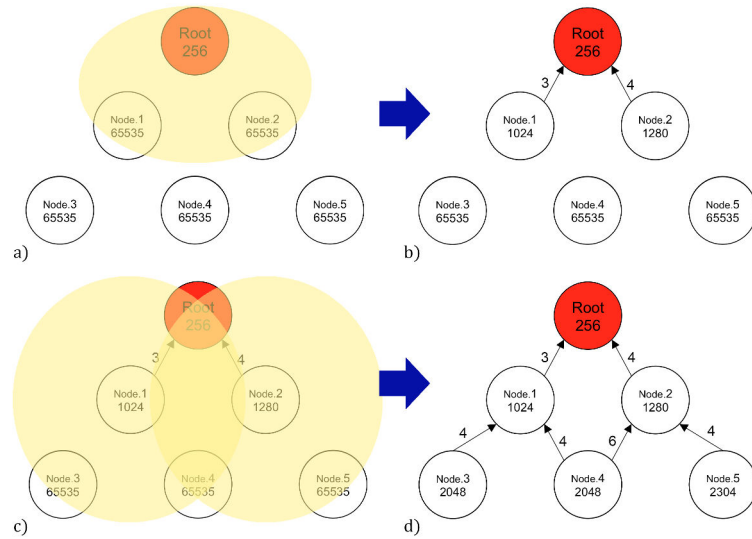 Root
256
Node.1
65535
Node.2
65535
Node.3
65535
Node.4
65535
Node.5
65535
a)
Root
256
3
4
Node.1
1024
Node.2
1280
Node.3
65535
Node.4
65535
Node.5
65535
b)
Root
256
3
4
Node.1
1024
Node.2
1280
Node.3
65535
Node.4
65535
Node.5
65535
c)
Root
256
3
4
Node.1
1024
Node.2
1280
4
4
6
4
Node.3
2048
Node.4
2048
Node.5
2304
d)